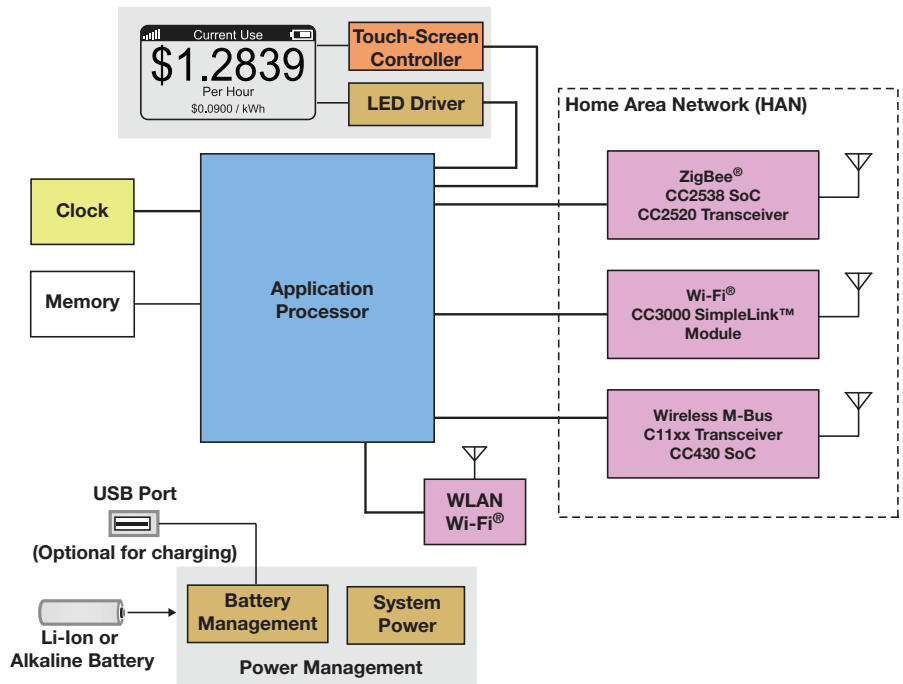 Current Use
$1.2839
Per Hour
$0.0900 / kWh
Touch-Screen
Controller
LED Driver
Home Area Network (HAN)
ZigBee®
CC2538 SoC
CC2520 Transceiver
Clock
Memory
Application
Processor
Wi-Fi®
CC3000 SimpleLink™
Module
Wireless M-Bus
C11xx Transceiver
CC430 SoC
WLAN
Wi-Fi®
USB Port
(Optional for charging)
Battery
Management
System
Power
Li-Ion or
Alkaline Battery
Power Management